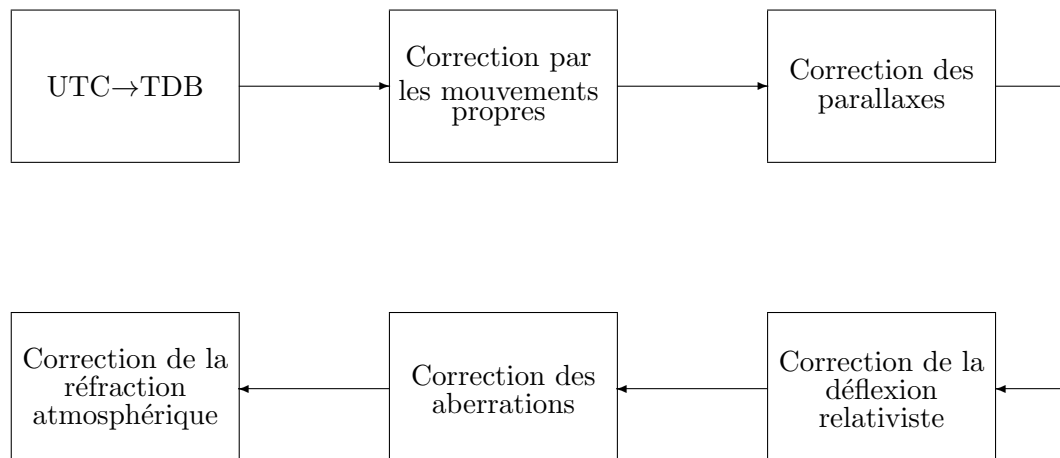 UTC→TDB
Correction par
les mouvements
propres
Correction des
parallaxes
Correction de la
déflexion
relativiste
Correction des
aberrations
Correction de la
réfraction
atmosphérique